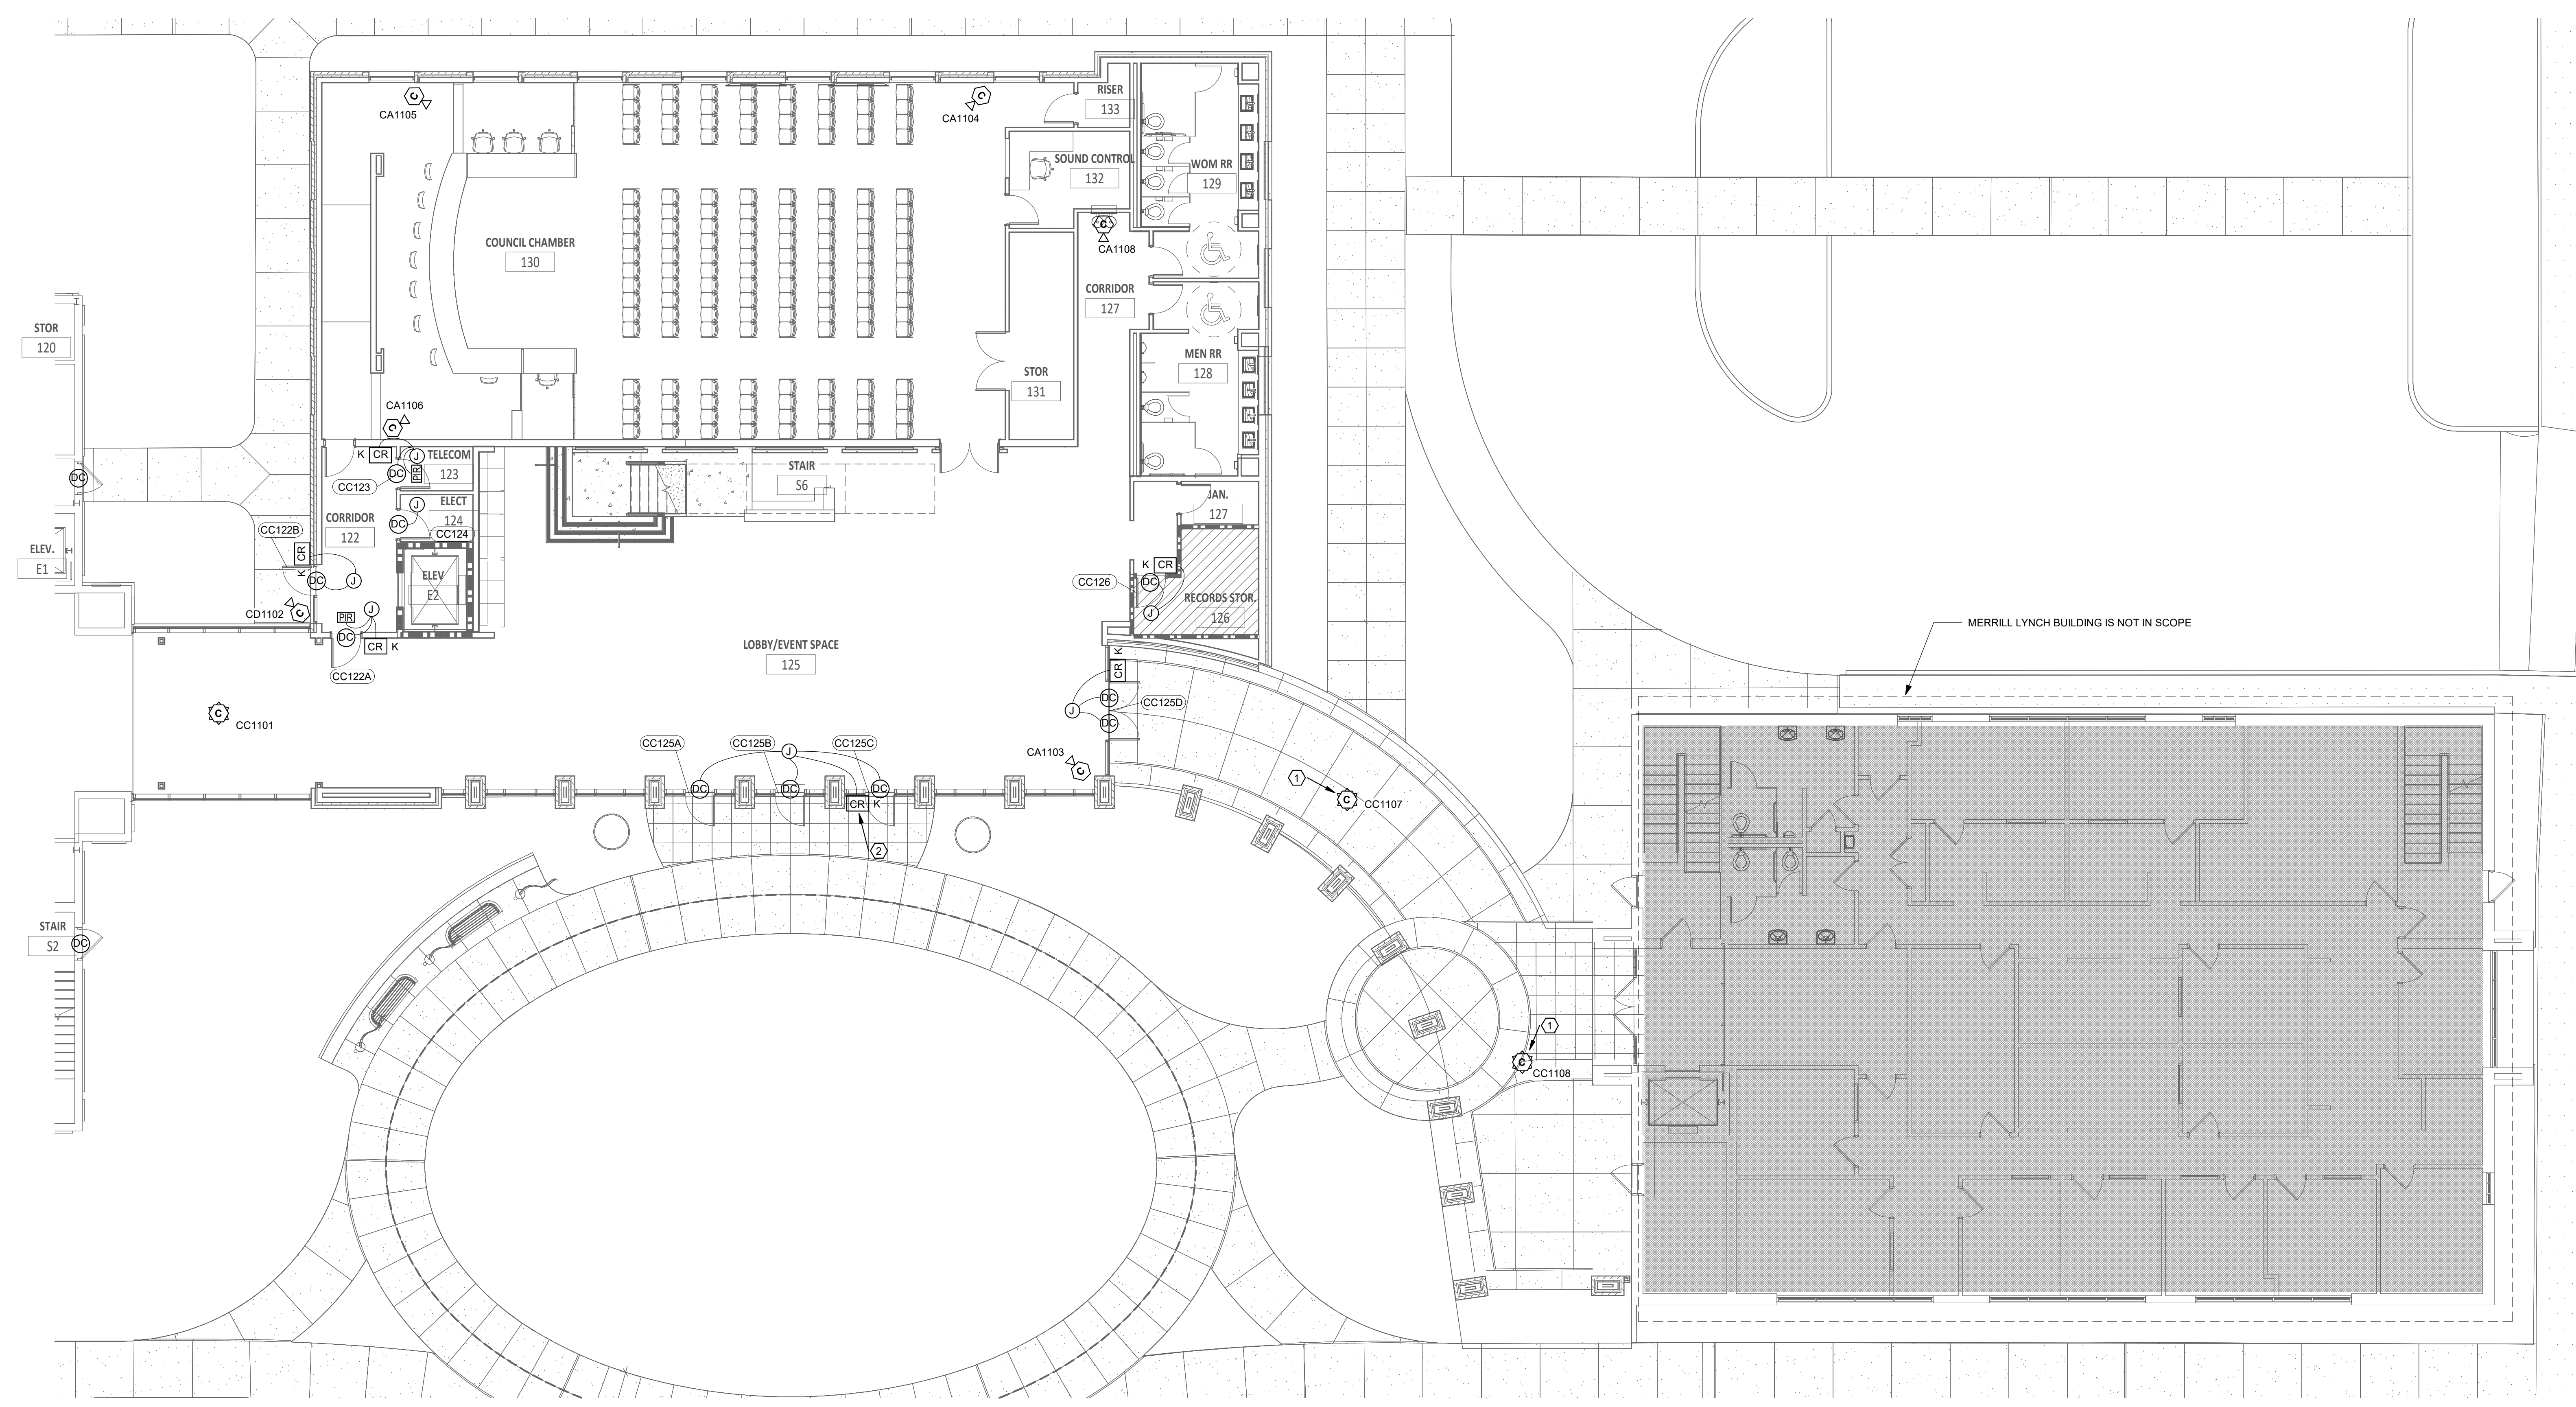 CA1105
C
C
CA1104
RISER
133
SOUND CONTROL
132
WOM RR
129
C
CA1108
COUNCIL CHAMBER
130
CORRIDOR
127
STOR
120
MEN RR
128
STOR
131
CA1106
C
K CR J
TELECOM
123
DC PIR
CC123
STAIR
S6
DC
ELECT
124
J
DC
CC124
CORRIDOR
122
CC122B
JAN.
127
ELEV.
E1
CR
K
DC J
ELEV
E2
K CR
CC126 DC
J
RECORDS STOR.
126
CD1102 C
PIR J
DC
CR K
CC122A
MERRILL LYNCH BUILDING IS NOT IN SCOPE
LOBBY/EVENT SPACE
125
K
CR
DC
CC125D
J
DC
C
CC1101
CC125A CC125B J CC125C
CA1103
C
DC DC DC
CR K
2
1
C CC1107
STAIR
S2 DC
1
C
CC1108